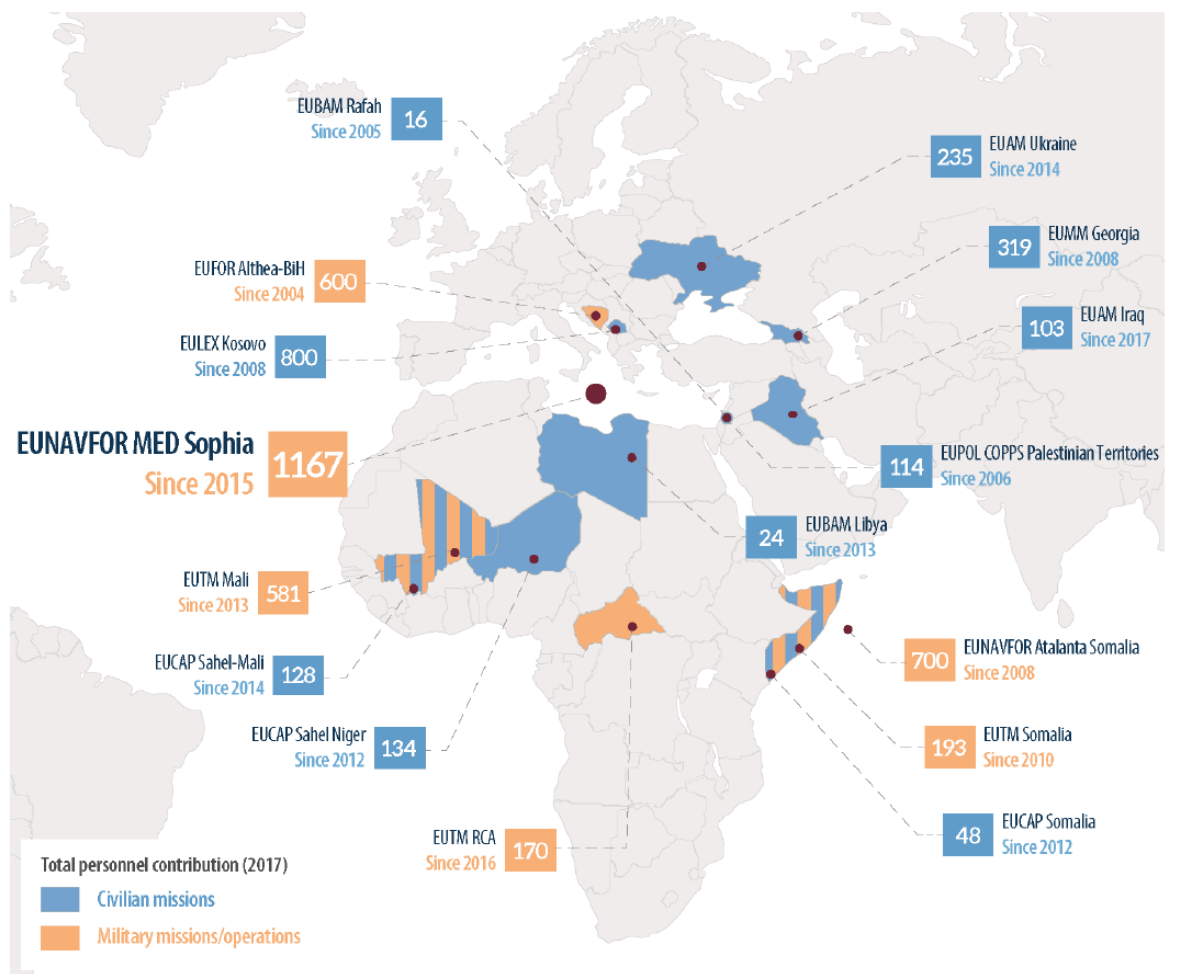 EUBAM Rafah
Since 2005
16
235
EUAM Ukraine
Since 2014
319
EUMM Georgia
Since 2008
EUFOR Althea-BiH
Since 2004
600
103
EUAM Iraq
Since 2017
EULEX Kosovo
Since 2008
800
EUNAVFOR MED Sophia
Since 2015
1167
114
EUPOL COPPS Palestinian Territories
Since 2006
24
EUBAM Libya
Since 2013
EUTM Mali
Since 2013
581
EUCAP Sahel-Mali
Since 2014
128
700
EUNAVFOR Atalanta Somalia
Since 2008
EUCAP Sahel Niger
Since 2012
134
193
EUTM Somalia
Since 2010
EUTM RCA
Since 2016
170
48
EUCAP Somalia
Since 2012
Total personnel contribution (2017)
Civilian missions
Military missions/operations